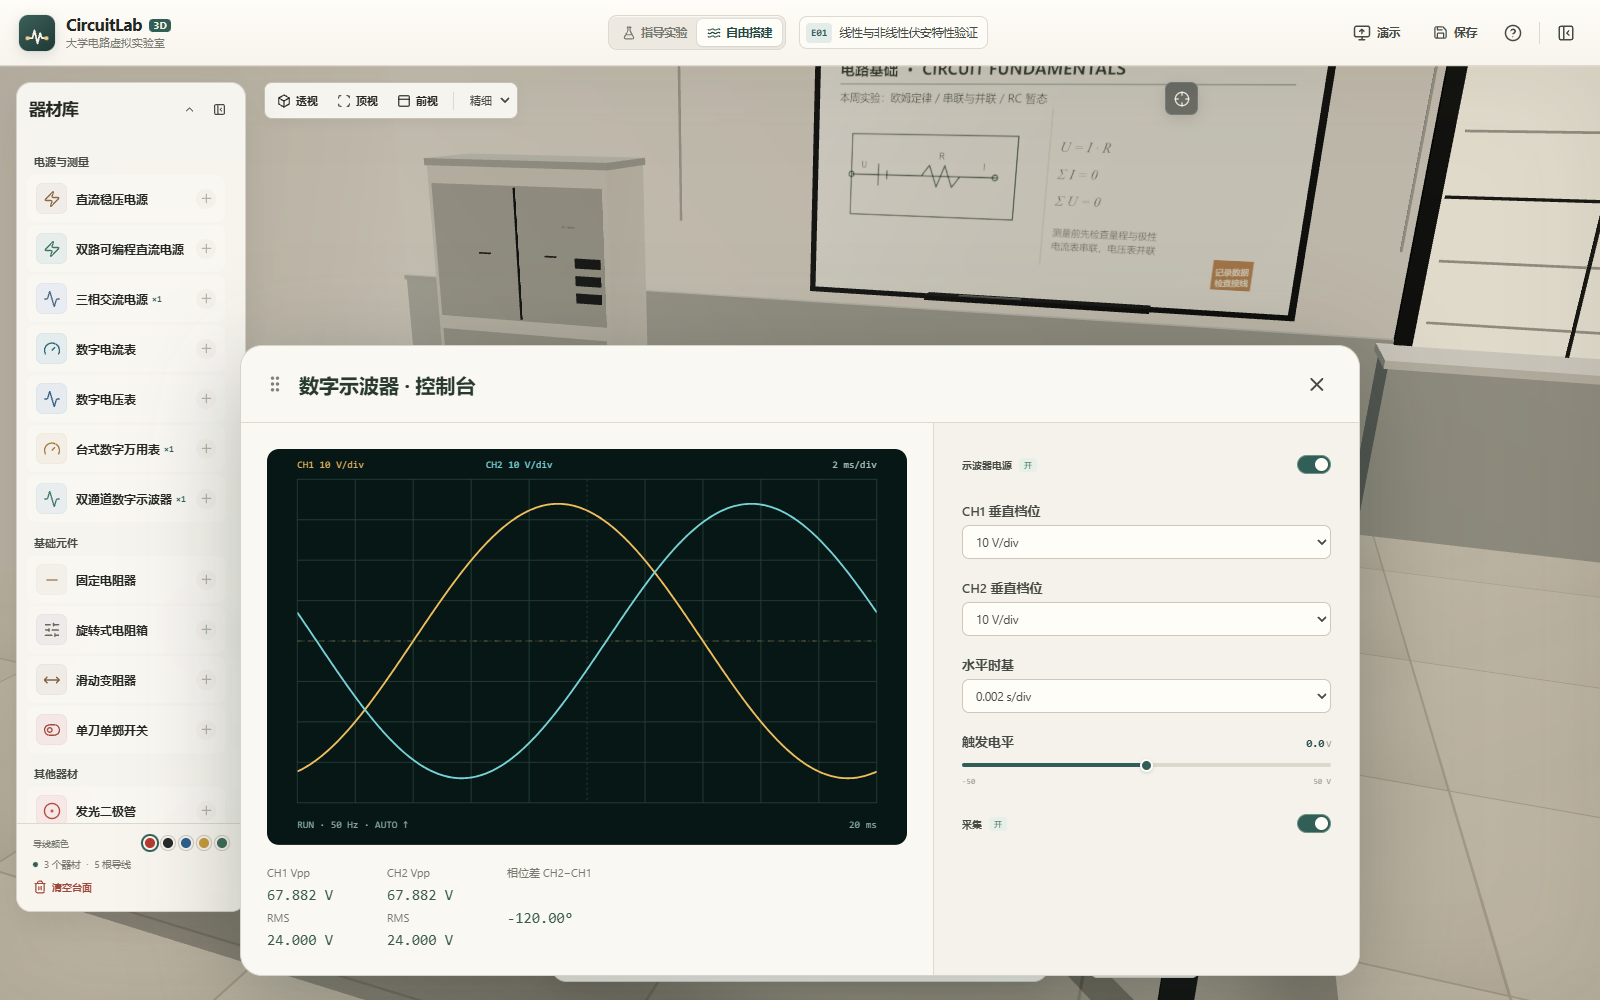 CircuitLab 3D
大学电路虚拟实验室
指导实验
自由搭建
E01 线性与非线性伏安特性验证
演示
保存
器材库
电源与测量
直流稳压电源
双路可编程直流电源
三相交流电源 ×1
数字电流表
数字电压表
台式数字万用表 ×1
双通道数字示波器 ×1
基础元件
固定电阻器
旋转式电阻箱
滑动变阻器
单刀单掷开关
其他器材
发光二极管
导线颜色
3 个器材 · 5 根导线
清空台面
透视
顶视
前视
精细
电路基础 · CIRCUIT FUNDAMENTALS
本周实验：欧姆定律 / 串联与并联 / RC 暂态
U
R
I
U = I · R
Σ I = 0
Σ U = 0
测量前先检查量程与极性
电流表串联，电压表并联
记录数据
检查接线
数字示波器 · 控制台
CH1 10 V/div
CH2 10 V/div
2 ms/div
RUN · 50 Hz · AUTO ↑
20 ms
CH1 Vpp
67.882 V
RMS
24.000 V
CH2 Vpp
67.882 V
RMS
24.000 V
相位差 CH2−CH1
-120.00°
示波器电源 开
CH1 垂直档位
10 V/div
CH2 垂直档位
10 V/div
水平时基
0.002 s/div
触发电平
0.0 V
-50
50 V
采集 开